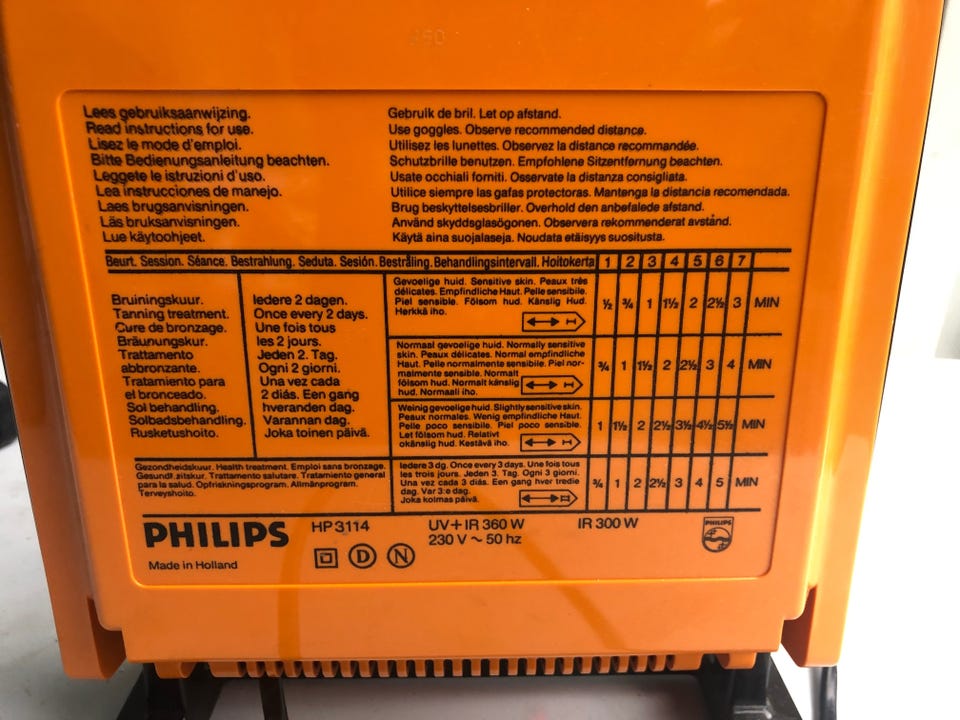 Lees gebruiksaanwijzing.
Read instructions for use.
Lisez le mode d'emploi.
Bitte Bedienungsanleitung beachten.
Leggete le istruzioni d'uso.
Lea instrucciones de manejo.
Laes brugsanvisningen.
Läs bruksanvisningen.
Lue käytoohjeet.
Gebruik de bril. Let op afstand.
Use goggles. Observe recommended distance.
Utilisez les lunettes. Observez la distance recommandée.
Schutzbrille benutzen. Empfohlene Sitzentfernung beachten.
Usate occhiali forniti. Osservate la distanza consigliata.
Utilice siempre las gafas protectoras. Mantenga la distancia recomendada.
Brug beskyttelsesbriller. Overhold den anbefalede afstand.
Använd skyddsglasögonen. Observera rekommenderat avstånd.
Käytä aina suojalaseja. Noudata etäisyys suositusta.
Beurt. Session. Séance. Bestrahlung. Seduta. Sesión. Bestråling. Behandlingsintervall. Hoitokerta 1 2 3 4 5 6 7
Bruiningskuur.
Tanning treatment.
Cure de bronzage.
Bräunungskur.
Trattamento
abbronzante.
Tratamiento para
el bronceado.
Sol behandling.
Solbadsbehandling.
Rusketushoito.
Iedere 2 dagen.
Once every 2 days.
Une fois tous
les 2 jours.
Jeden 2. Tag.
Ogni 2 giorni.
Una vez cada
2 diás. Een gang
hveranden dag.
Varannan dag.
Joka toinen päivä.
Gevoelige huid. Sensitive skin. Peaux très
délicates. Empfindliche Haut. Pelle sensibile.
Piel sensible. Fölsom hud. Känslig Hud.
Herkkä iho.
½ ¾ 1 1½ 2 2½ 3 MIN
Normaal gevoelige huid. Normally sensitive
skin. Peaux délicates. Normal empfindliche
Haut. Pelle normalmente sensibile. Piel nor-
malmente sensible. Normalt
fölsom hud. Normalt känslig
hud. Normaali iho.
¾ 1 1½ 2 2½ 3 4 MIN
Weinig gevoelige huid. Slightly sensitive skin.
Peaux normales. Wenig empfindliche Haut.
Pelle poco sensibile. Piel poco sensible.
Let fölsom hud. Relativt
okänslig hud. Kestävä iho.
1 1½ 2 2½ 3½ 4½ 5½ MIN
Gezondheidskuur. Health treatment. Emploi sans bronzage.
Gesundheitskur. Trattamento salutare. Tratamiento general
para la salud. Opfriskningsprogram. Allmänprogram.
Terveyshoito.
Iedere 3 dg. Once every 3 days. Une fois tous
les trois jours. Jeden 3. Tag. Ogni 3 giorni.
Una vez cada 3 diás. Een gang hver tredie
dag. Var 3:e dag.
Joka kolmas päivä.
¾ 1 2 2½ 3 4 5 MIN
PHILIPS
Made in Holland
HP 3114
D N
UV+IR 360 W
230 V ~ 50 hz
IR 300 W
PHILIPS